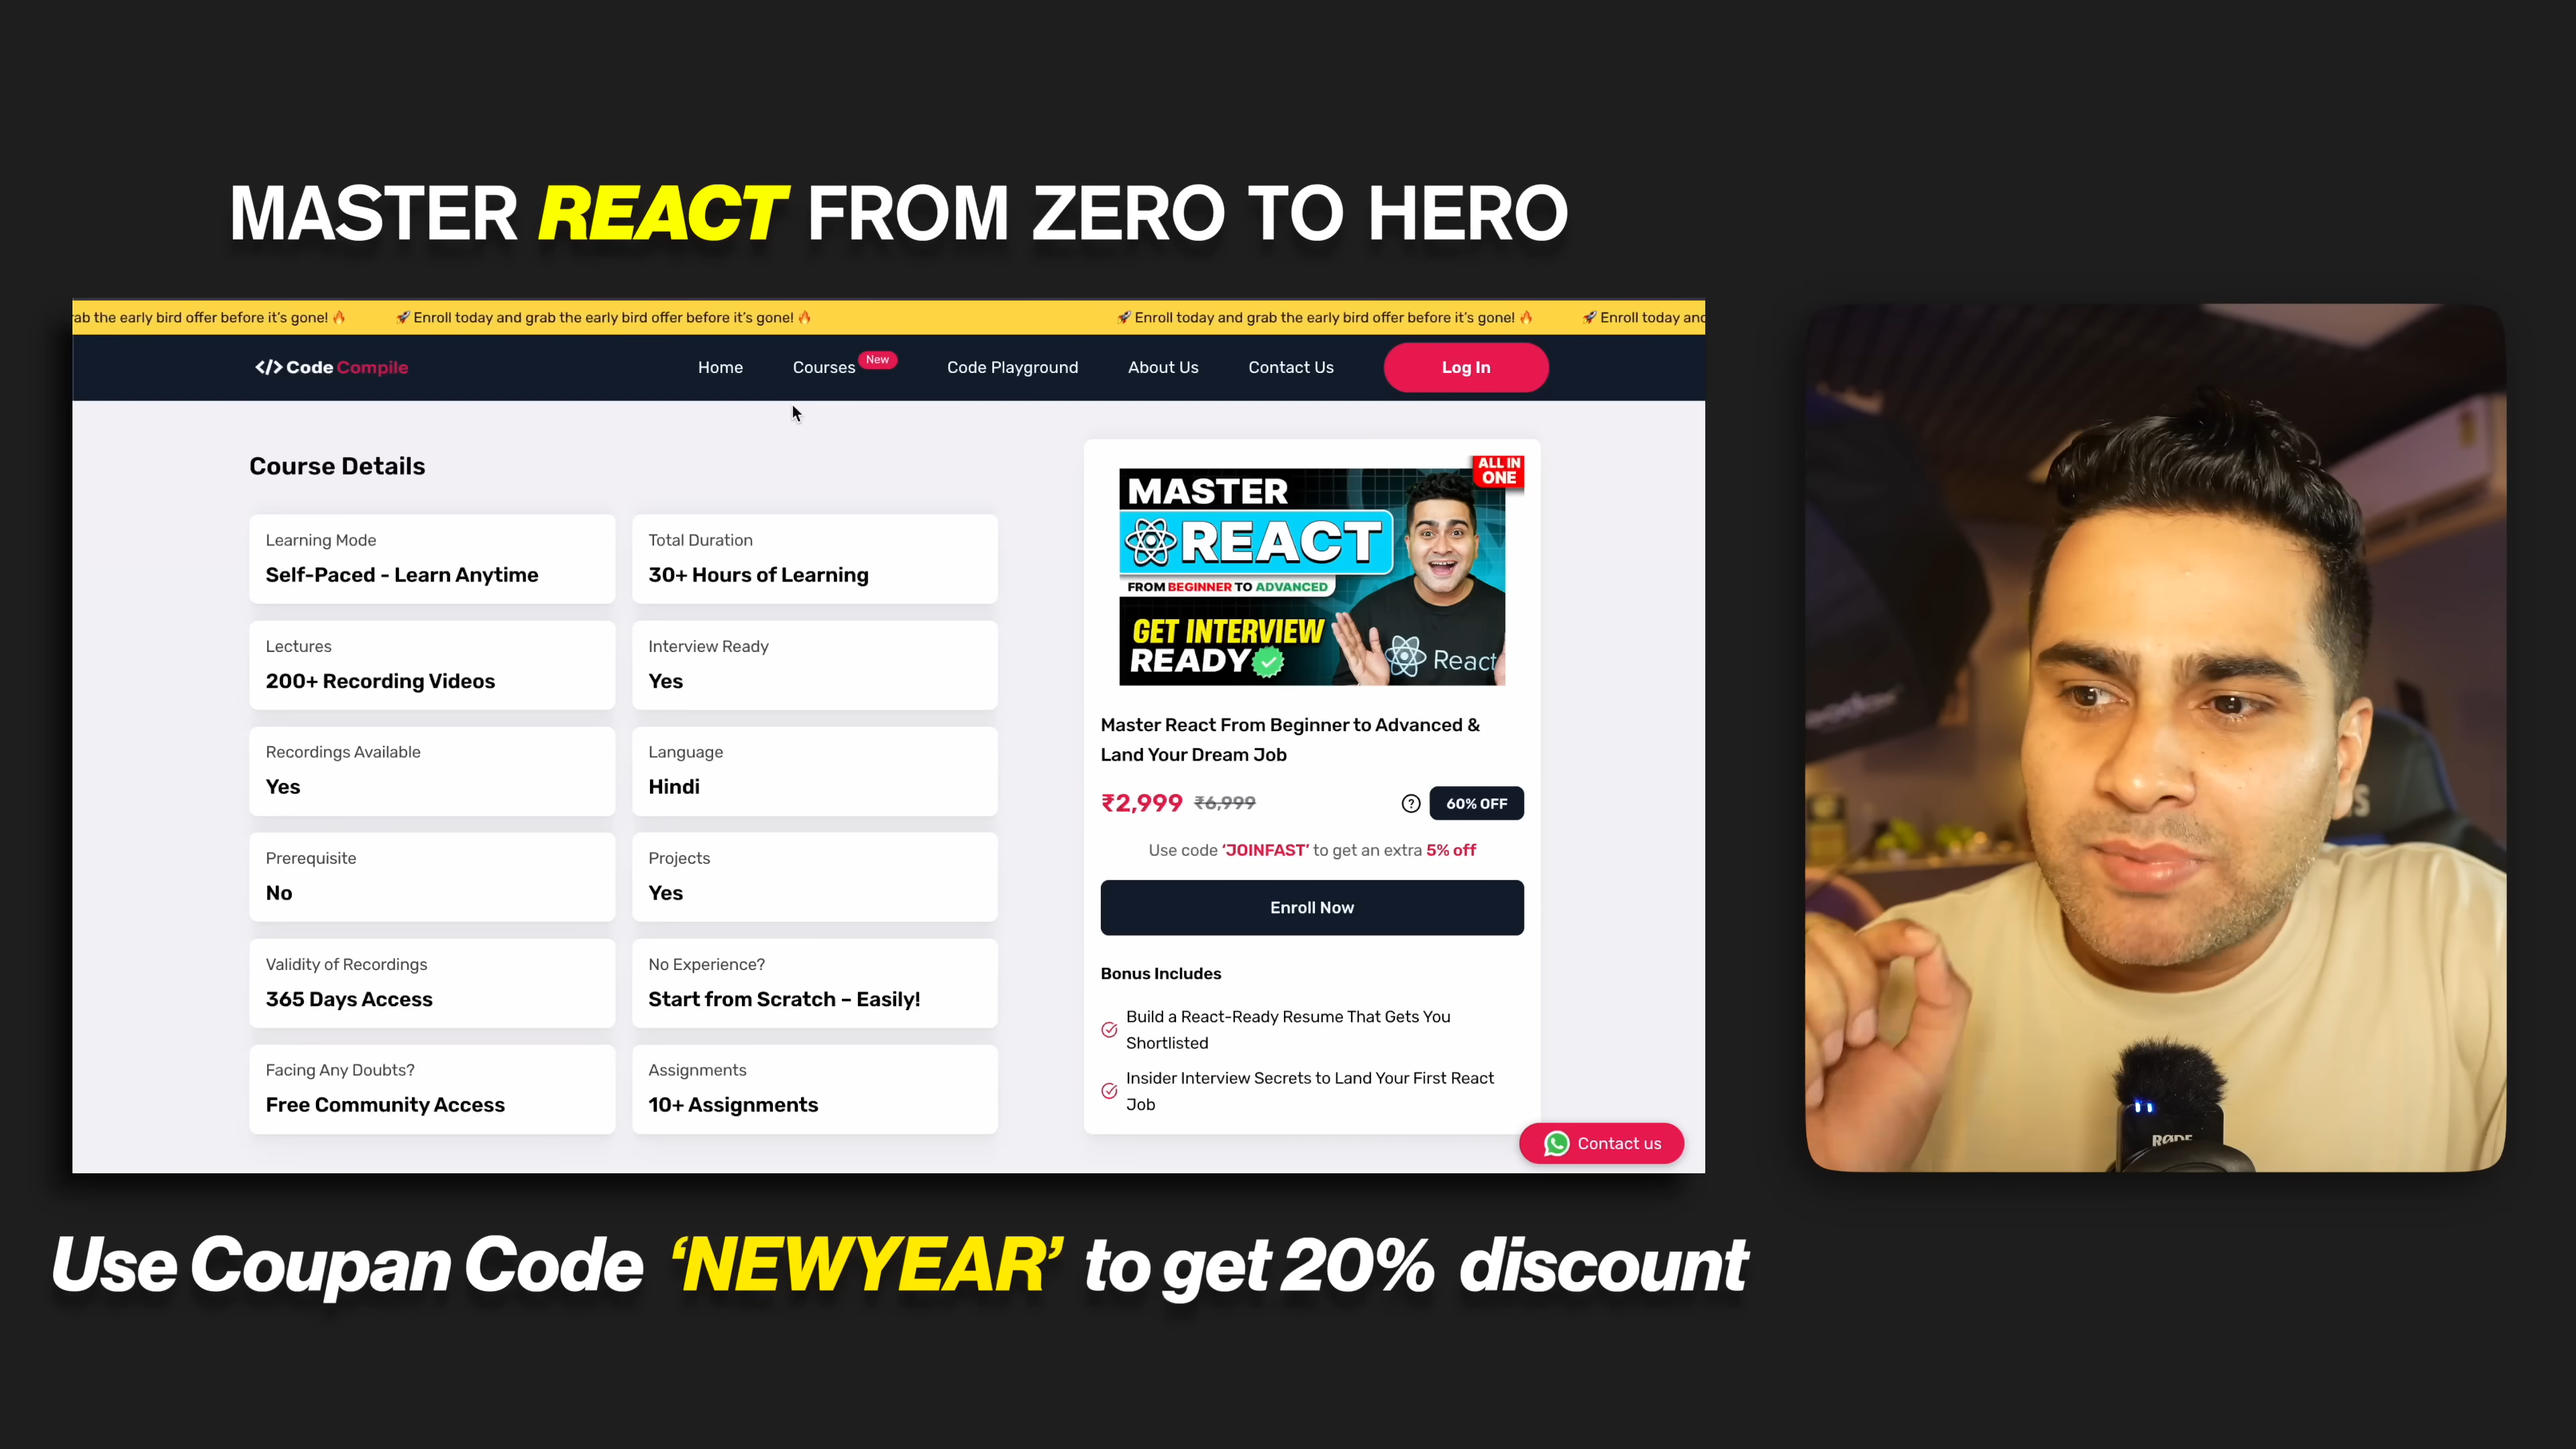 MASTER REACT FROM ZERO TO HERO
ab the early bird offer before it's gone! 🔥 🚀 Enroll today and grab the early bird offer before it's gone! 🔥 🚀 Enroll today and grab the early bird offer before it's gone! 🔥 🚀 Enroll today and
</> Code Compile
Home Courses New Code Playground About Us Contact Us Log In
Course Details
Learning Mode
Self-Paced - Learn Anytime
Total Duration
30+ Hours of Learning
Lectures
200+ Recording Videos
Interview Ready
Yes
Recordings Available
Yes
Language
Hindi
Prerequisite
No
Projects
Yes
Validity of Recordings
365 Days Access
No Experience?
Start from Scratch – Easily!
Facing Any Doubts?
Free Community Access
Assignments
10+ Assignments
ALL IN
ONE
MASTER
REACT
FROM BEGINNER TO ADVANCED
GET INTERVIEW
READY
React
Master React From Beginner to Advanced &
Land Your Dream Job
₹2,999 ₹6,999 ? 60% OFF
Use code 'JOINFAST' to get an extra 5% off
Enroll Now
Bonus Includes
Build a React-Ready Resume That Gets You
Shortlisted
Insider Interview Secrets to Land Your First React
Job
Contact us
RØDE
Use Coupan Code ‘NEWYEAR’ to get 20% discount